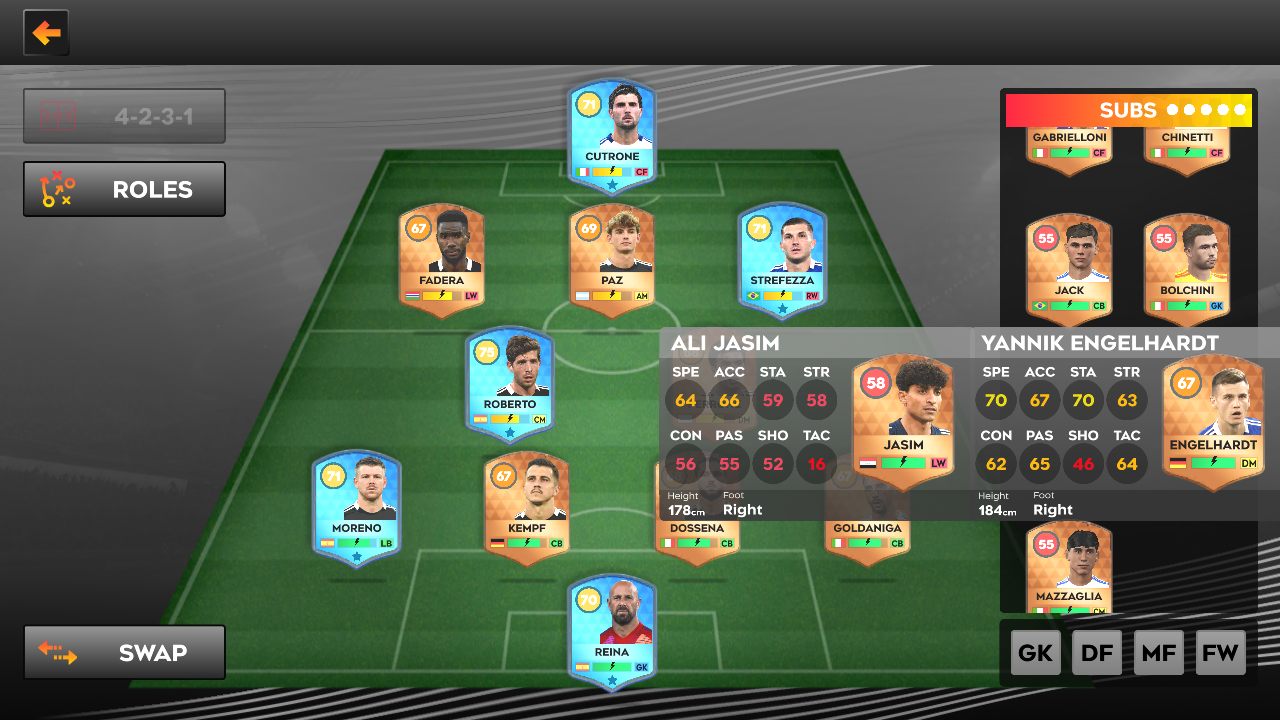 4-2-3-1
ROLES
71
CUTRONE
CF
67
FADERA
LW
69
PAZ
AM
71
STREFEZZA
RW
75
ROBERTO
CM
71
MORENO
LB
67
KEMPF
CB
DOSSENA
CB
67
GOLDANIGA
CB
70
REINA
GK
SWAP
SUBS
GABRIELLONI
CF
CHINETTI
CF
55
JACK
CB
55
BOLCHINI
GK
ALI JASIM
SPE ACC STA STR
64 66 59 58
CON PAS SHO TAC
56 55 52 16
Height Foot
178cm Right
58
JASIM
LW
YANNIK ENGELHARDT
SPE ACC STA STR
70 67 70 63
CON PAS SHO TAC
62 65 46 64
Height Foot
184cm Right
67
ENGELHARDT
DM
55
MAZZAGLIA
CM
GK DF MF FW